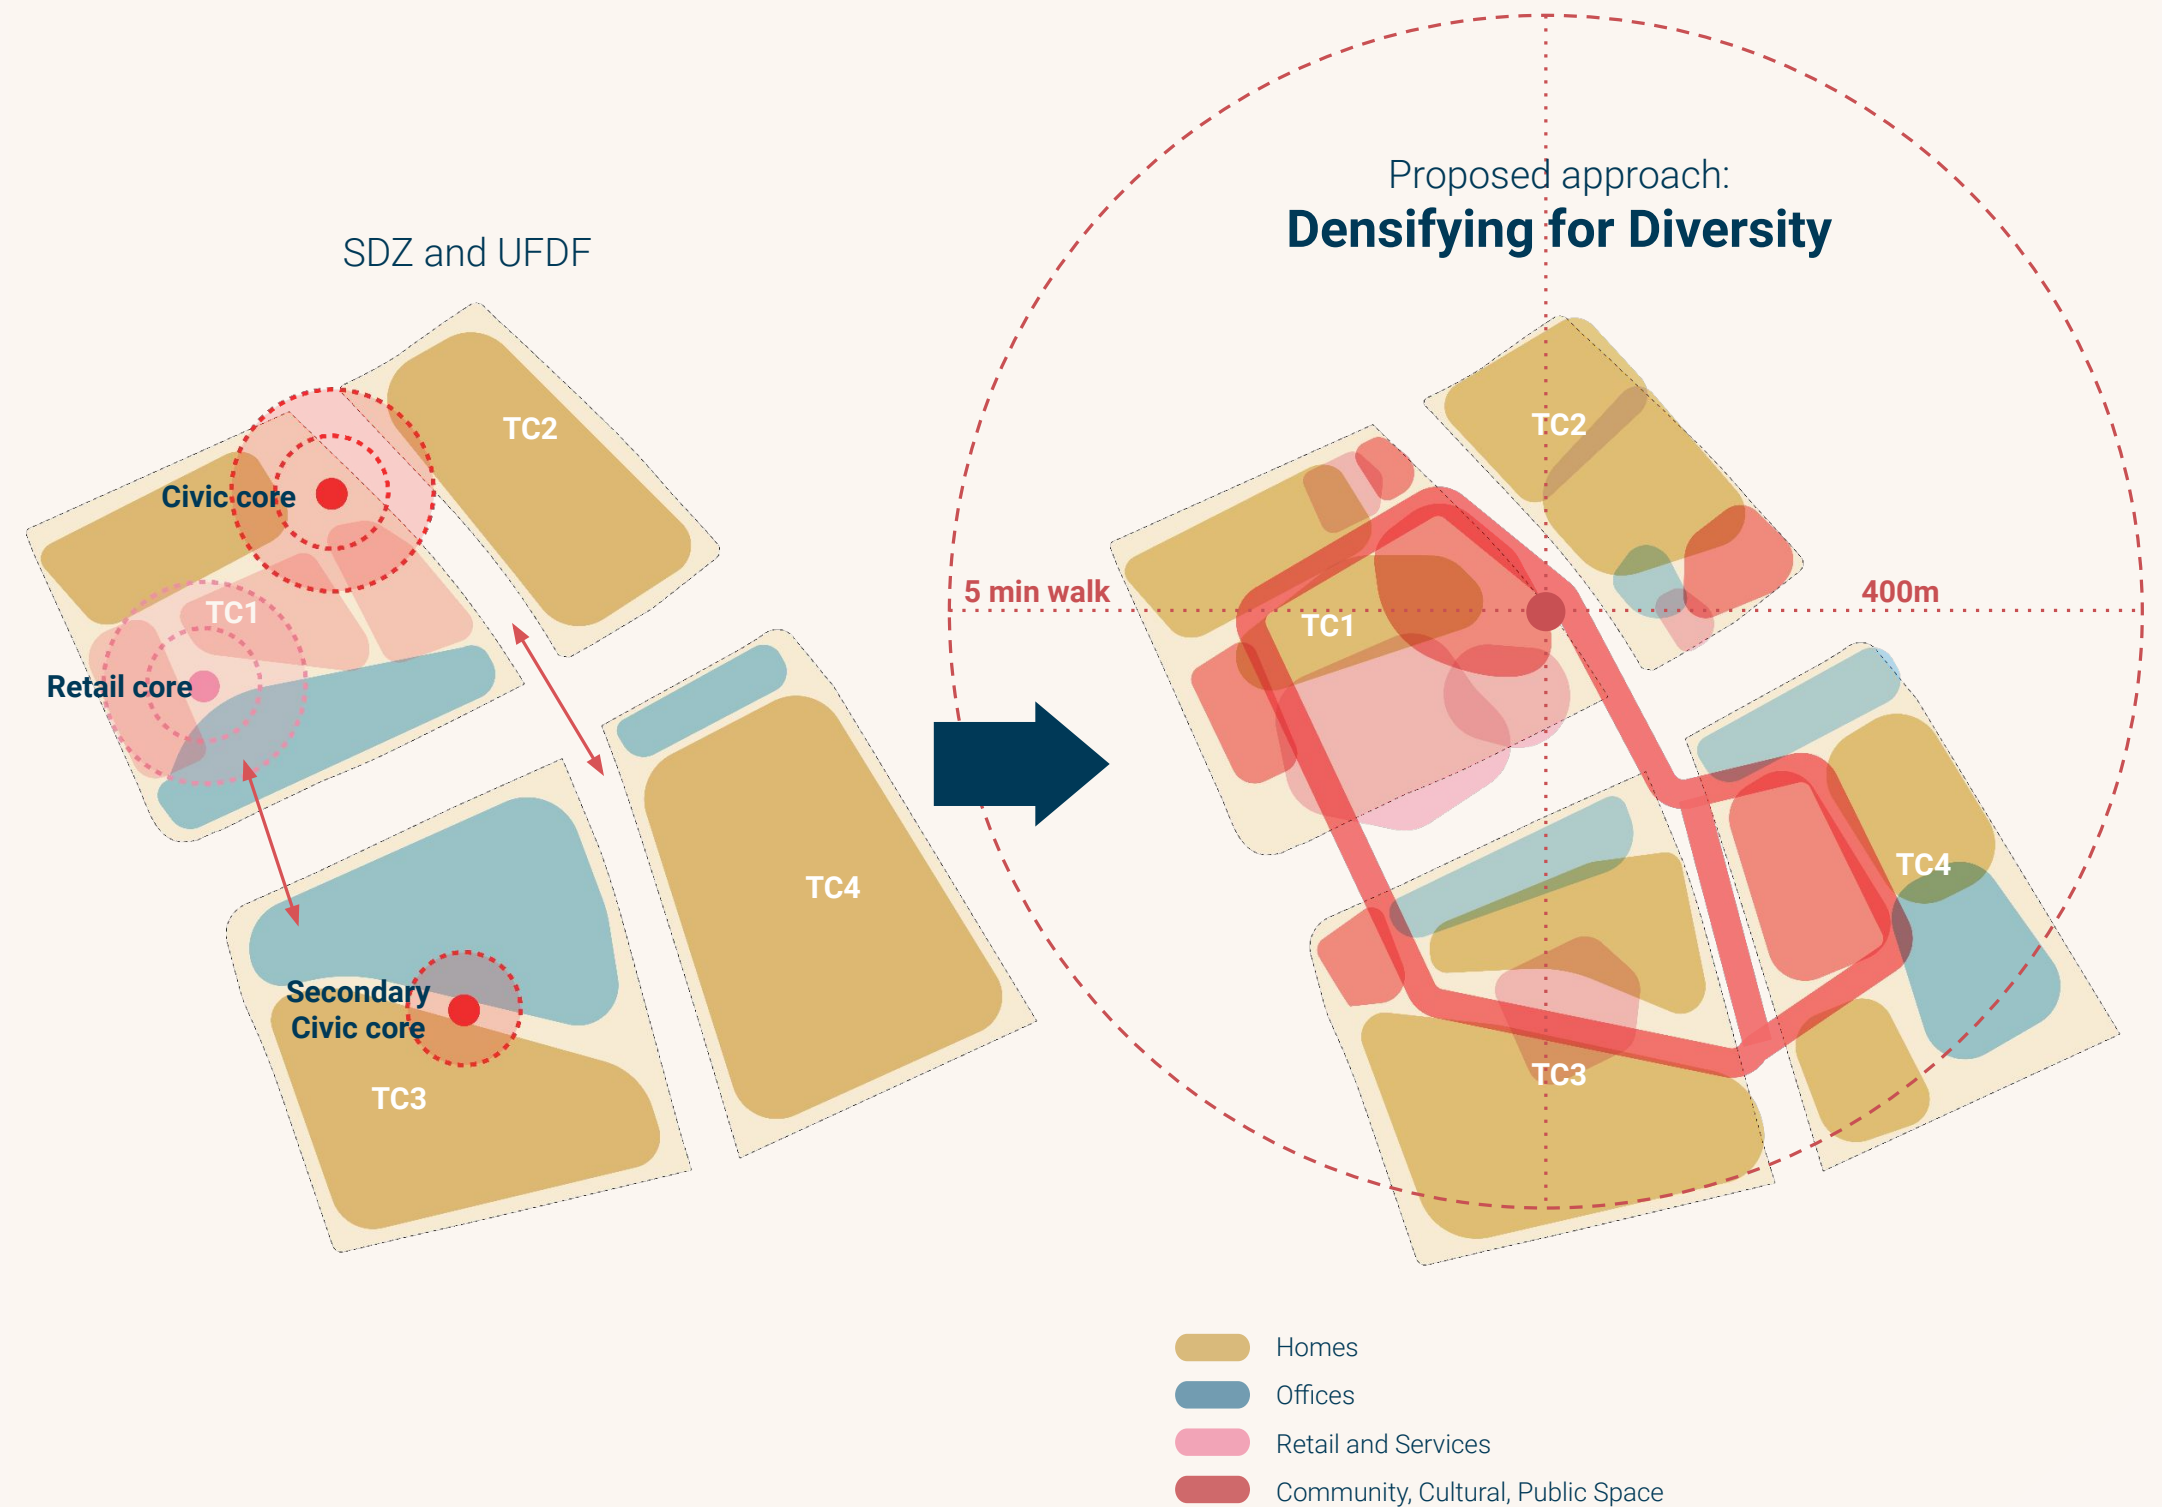 SDZ and UFDF
TC2
Civic core
TC1
Retail core
TC4
Secondary
Civic core
TC3
Proposed approach:
Densifying for Diversity
TC2
5 min walk
400m
TC1
TC4
TC3
Homes
Offices
Retail and Services
Community, Cultural, Public Space